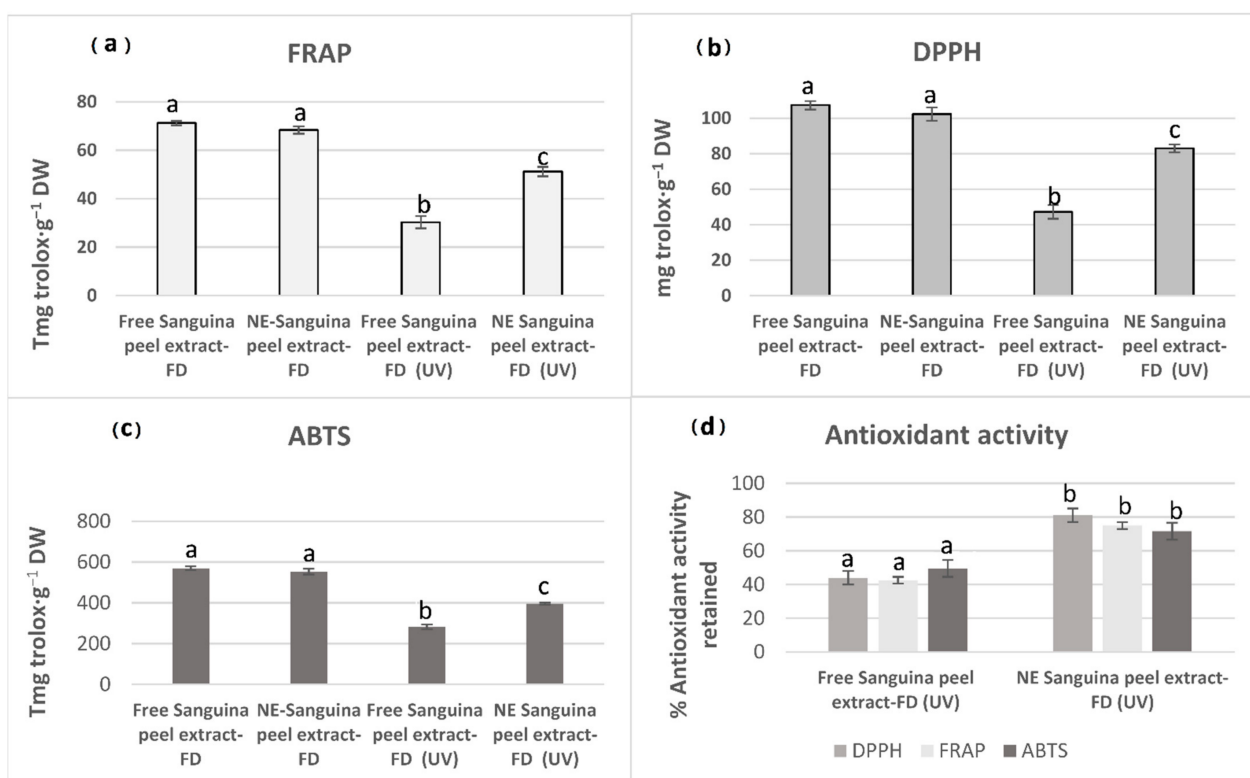 (a)
FRAP
Tmg trolox·g⁻¹ DW
80
60
40
20
0
a
a
b
c
Free Sanguina NE-Sanguina Free Sanguina NE Sanguina
peel extract- peel extract- peel extract- peel extract-
FD FD FD (UV) FD (UV)
(b)
DPPH
mg trolox·g⁻¹ DW
100
80
60
40
20
0
a
a
b
c
Free Sanguina NE-Sanguina Free Sanguina NE Sanguina
peel extract- peel extract- peel extract- peel extract-
FD FD FD (UV) FD (UV)
(c)
ABTS
Tmg trolox·g⁻¹ DW
800
600
400
200
0
a
a
b
c
Free Sanguina NE-Sanguina Free Sanguina NE Sanguina
peel extract- peel extract- peel extract- peel extract-
FD FD FD (UV) FD (UV)
(d)
Antioxidant activity
% Antioxidant activity
retained
100
80
60
40
20
0
a
a
a
b
b
b
Free Sanguina peel NE Sanguina peel extract-
extract-FD (UV) FD (UV)
DPPH FRAP ABTS